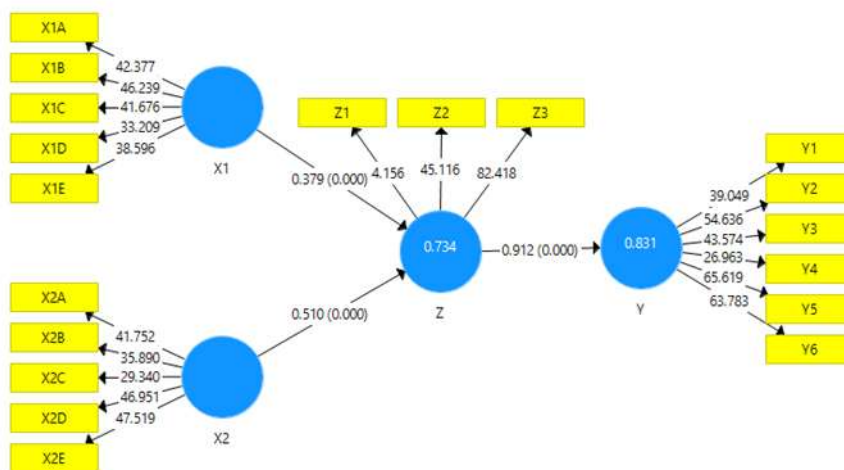 X1A
X1B
X1C
X1D
X1E
42.377
46.239
41.676
33.209
38.596
X1
Z1
Z2
Z3
4.156
45.116
82.418
0.379 (0.000)
0.734
Z
0.912 (0.000)
0.510 (0.000)
Y1
Y2
Y3
Y4
Y5
Y6
39.049
54.636
43.574
26.963
65.619
63.783
0.831
Y
X2A
X2B
X2C
X2D
X2E
41.752
35.890
29.340
46.951
47.519
X2